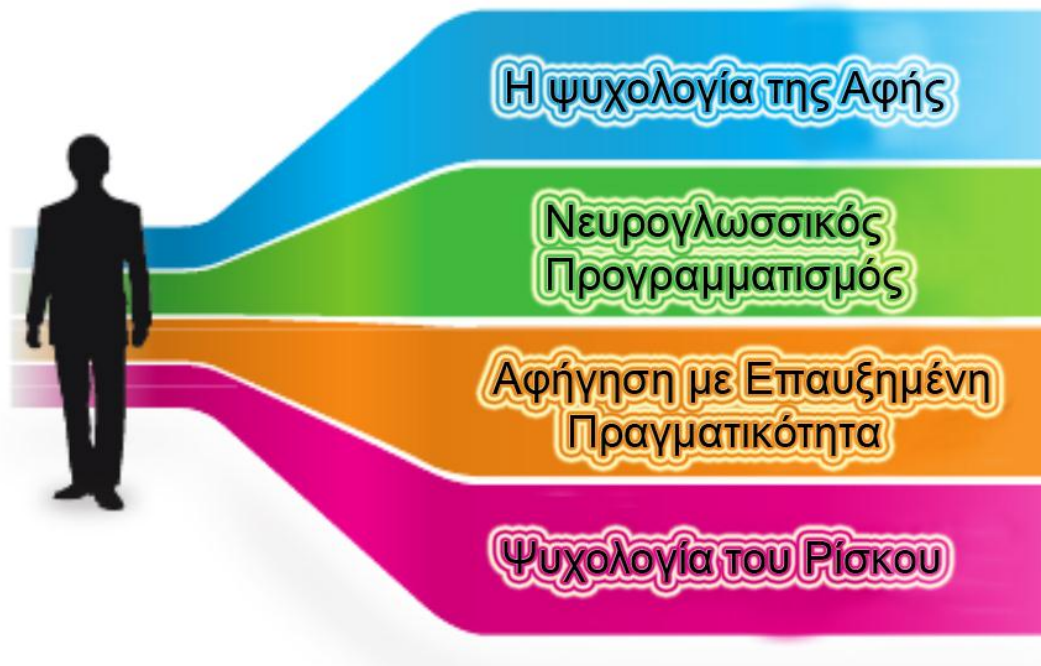 Η ψυχολογία της Αφής
Νευρογλωσσικός
Προγραμματισμός
Αφήγηση με Επαυξημένη
Πραγματικότητα
Ψυχολογία του Ρίσκου